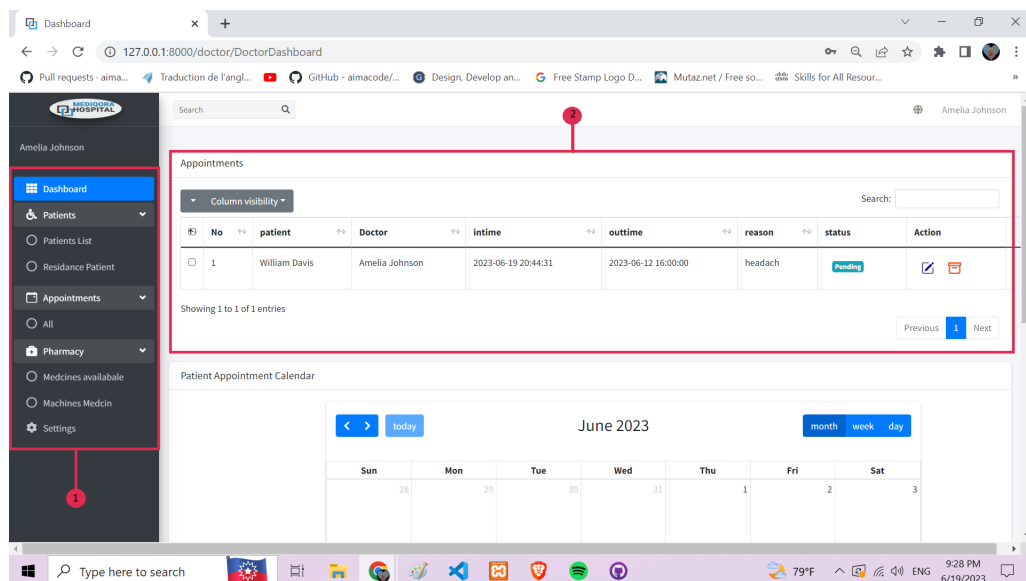 Dashboard
127.0.0.1:8000/doctor/DoctorDashboard
Pull requests · aima... Traduction de l'angl... GitHub - aimacode/... Design, Develop an... Free Stamp Logo D... Mutaz.net / Free so... Skills for All Resour... »
MEDIQORA
HOSPITAL
Search
Amelia Johnson
2
Amelia Johnson
Dashboard
Patients
Patients List
Residance Patient
Appointments
All
Pharmacy
Medcines availabale
Machines Medcin
Settings
1
Appointments
Column visibility
Search:
No patient Doctor intime outtime reason status Action
1 William Davis Amelia Johnson 2023-06-19 20:44:31 2023-06-12 16:00:00 headach Pending
Showing 1 to 1 of 1 entries
Previous 1 Next
Patient Appointment Calendar
today
June 2023
month week day
Sun Mon Tue Wed Thu Fri Sat
28 29 30 31 1 2 3
Type here to search
79°F
ENG
9:28 PM
6/19/2023